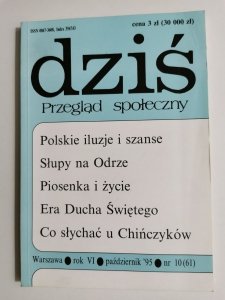 cena 3 zł (30 000 zł)
dziś
Przegląd społeczny
Polskie iluzje i szanse
Słupy na Odrze
Piosenka i życie
Era Ducha Świętego
Co słychać u Chińczyków
Warszawa ● rok VI ● październik '95 ● nr 10 (61)